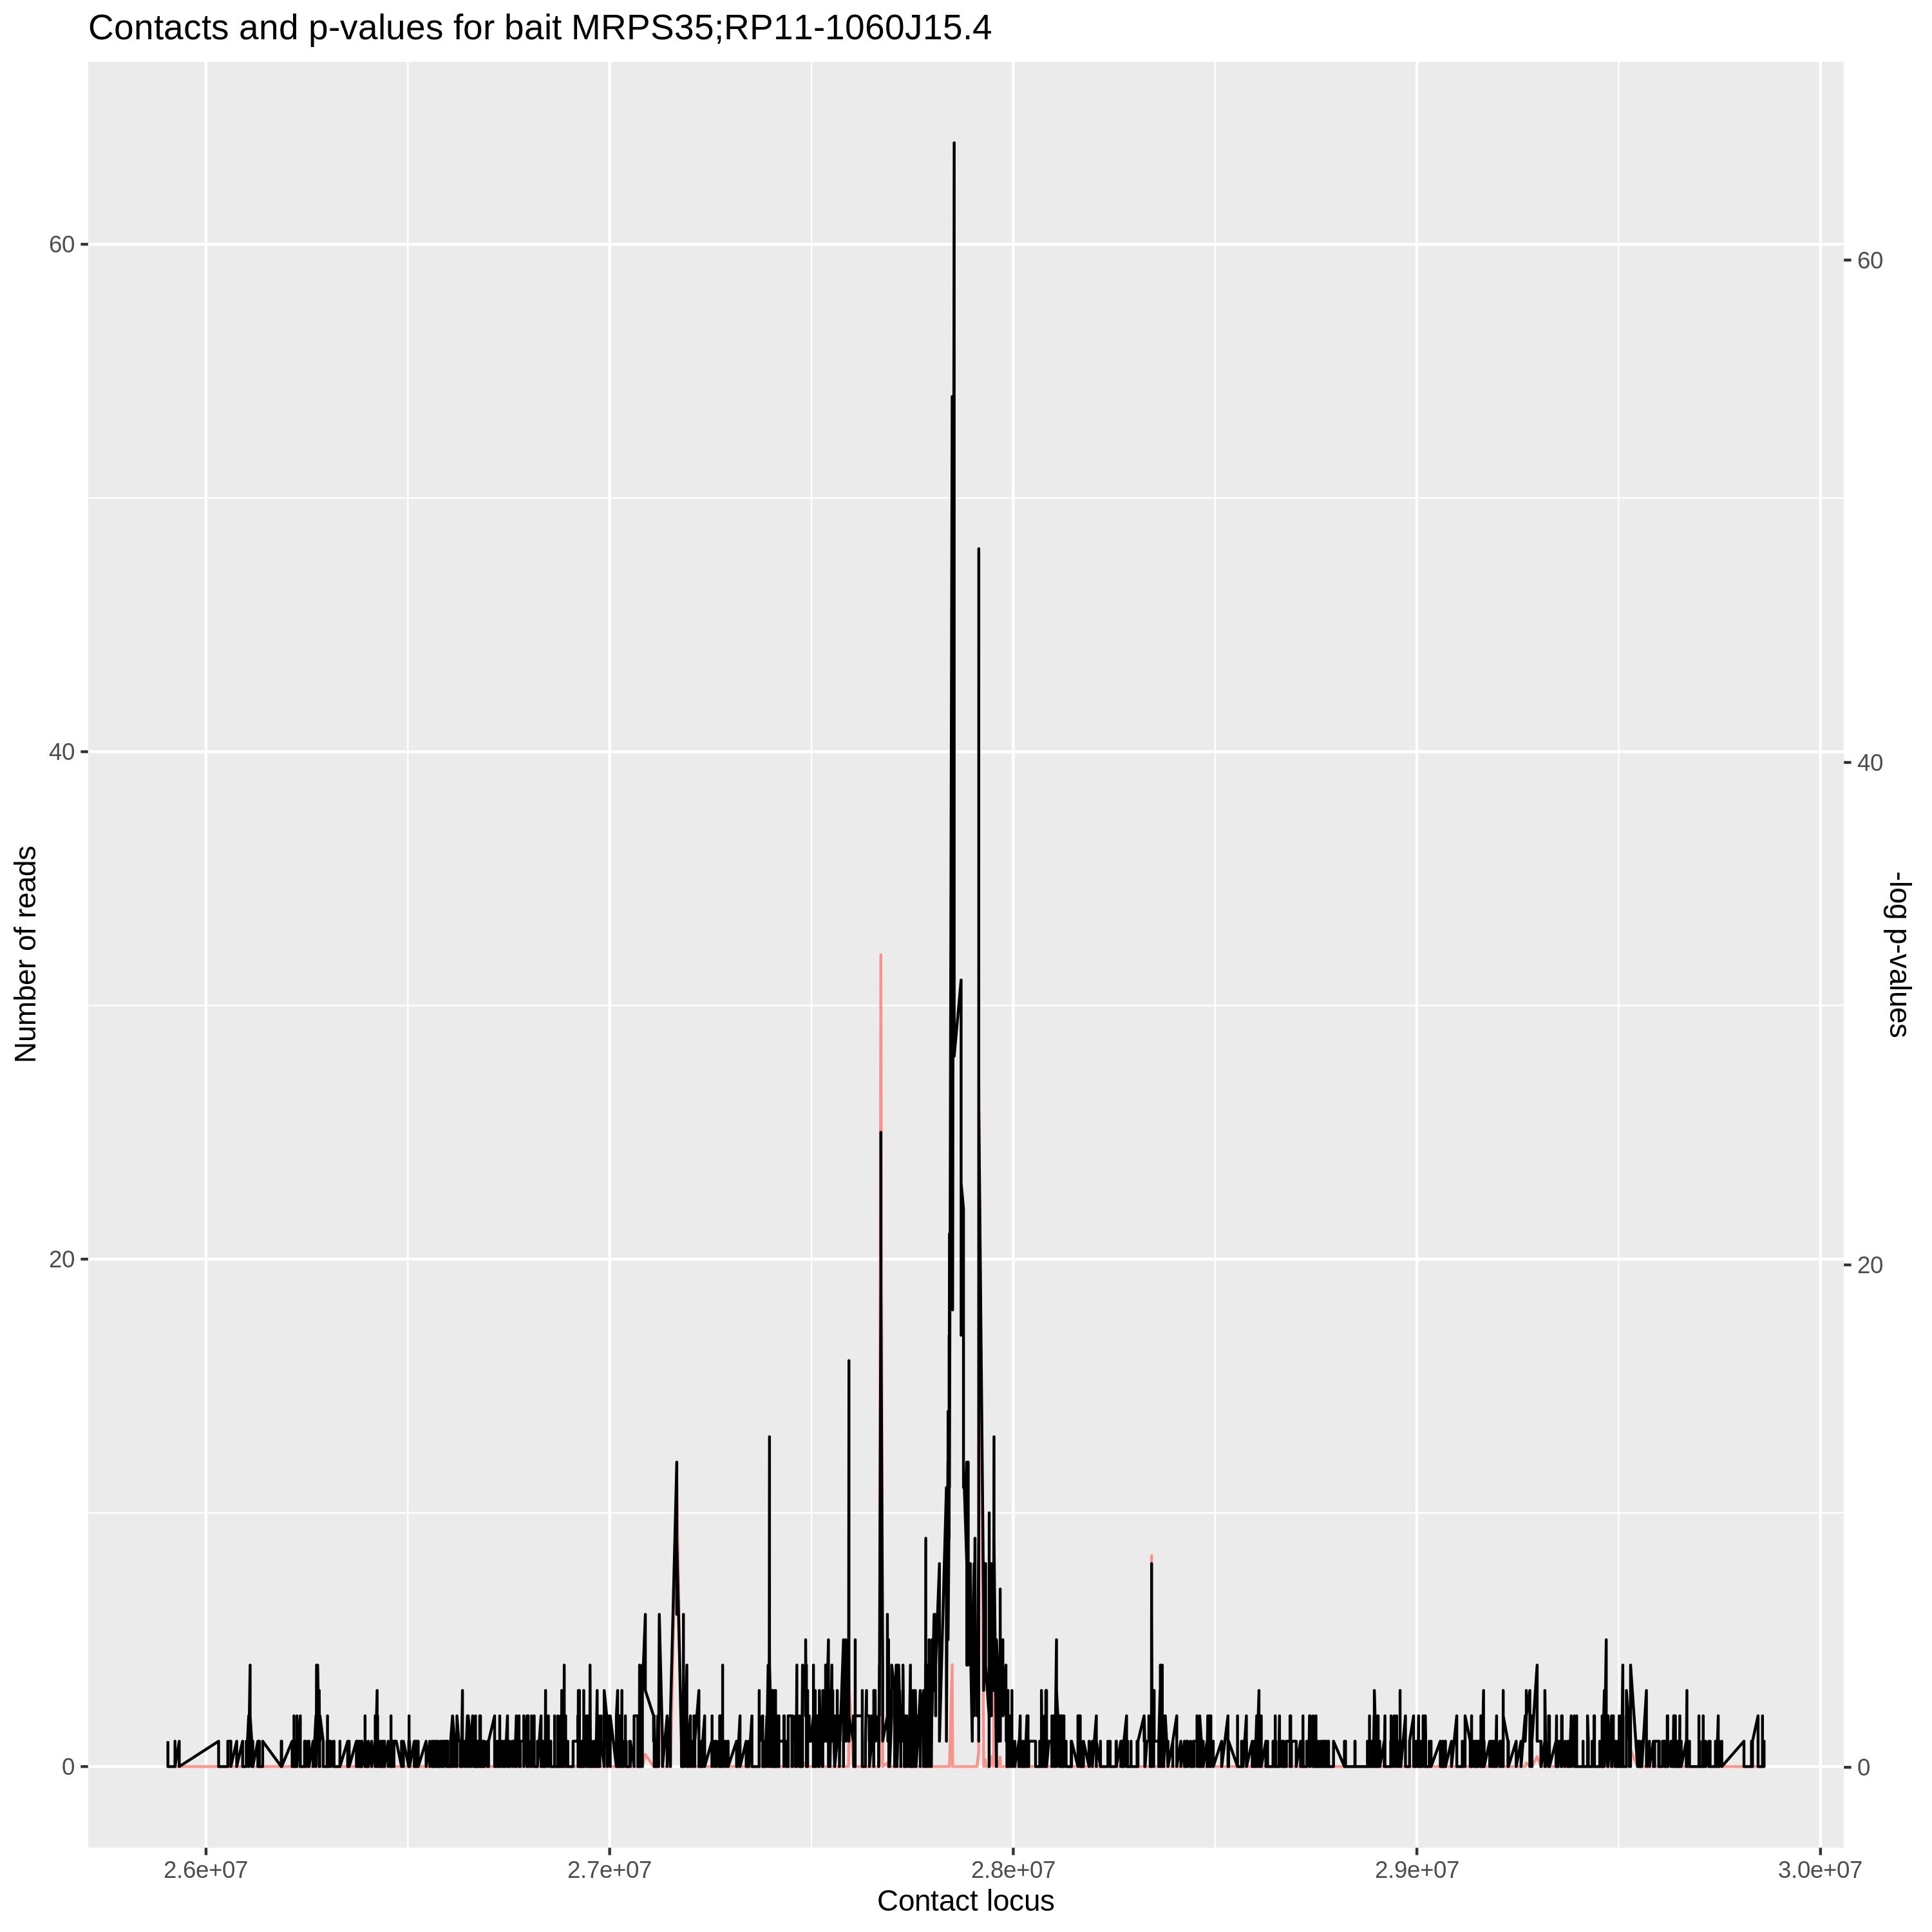 Contacts and p-values for bait MRPS35;RP11-1060J15.4
60
40
20
0
Number of reads
60
40
20
0
-log p-values
2.6e+07 2.7e+07 2.8e+07 2.9e+07 3.0e+07
Contact locus